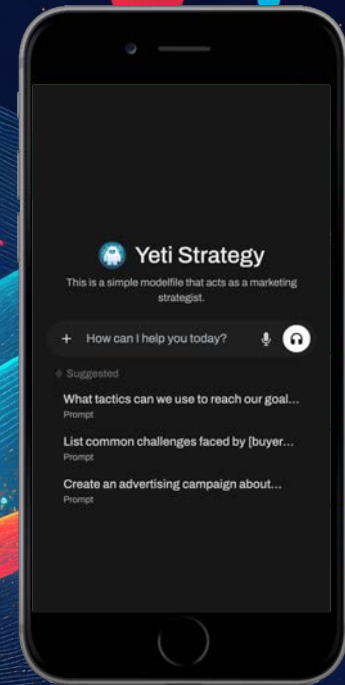 Yeti Strategy
This is a simple modelfile that acts as a marketing
strategist.
How can I help you today?
Suggested
What tactics can we use to reach our goal...
Prompt
List common challenges faced by [buyer...
Prompt
Create an advertising campaign about...
Prompt